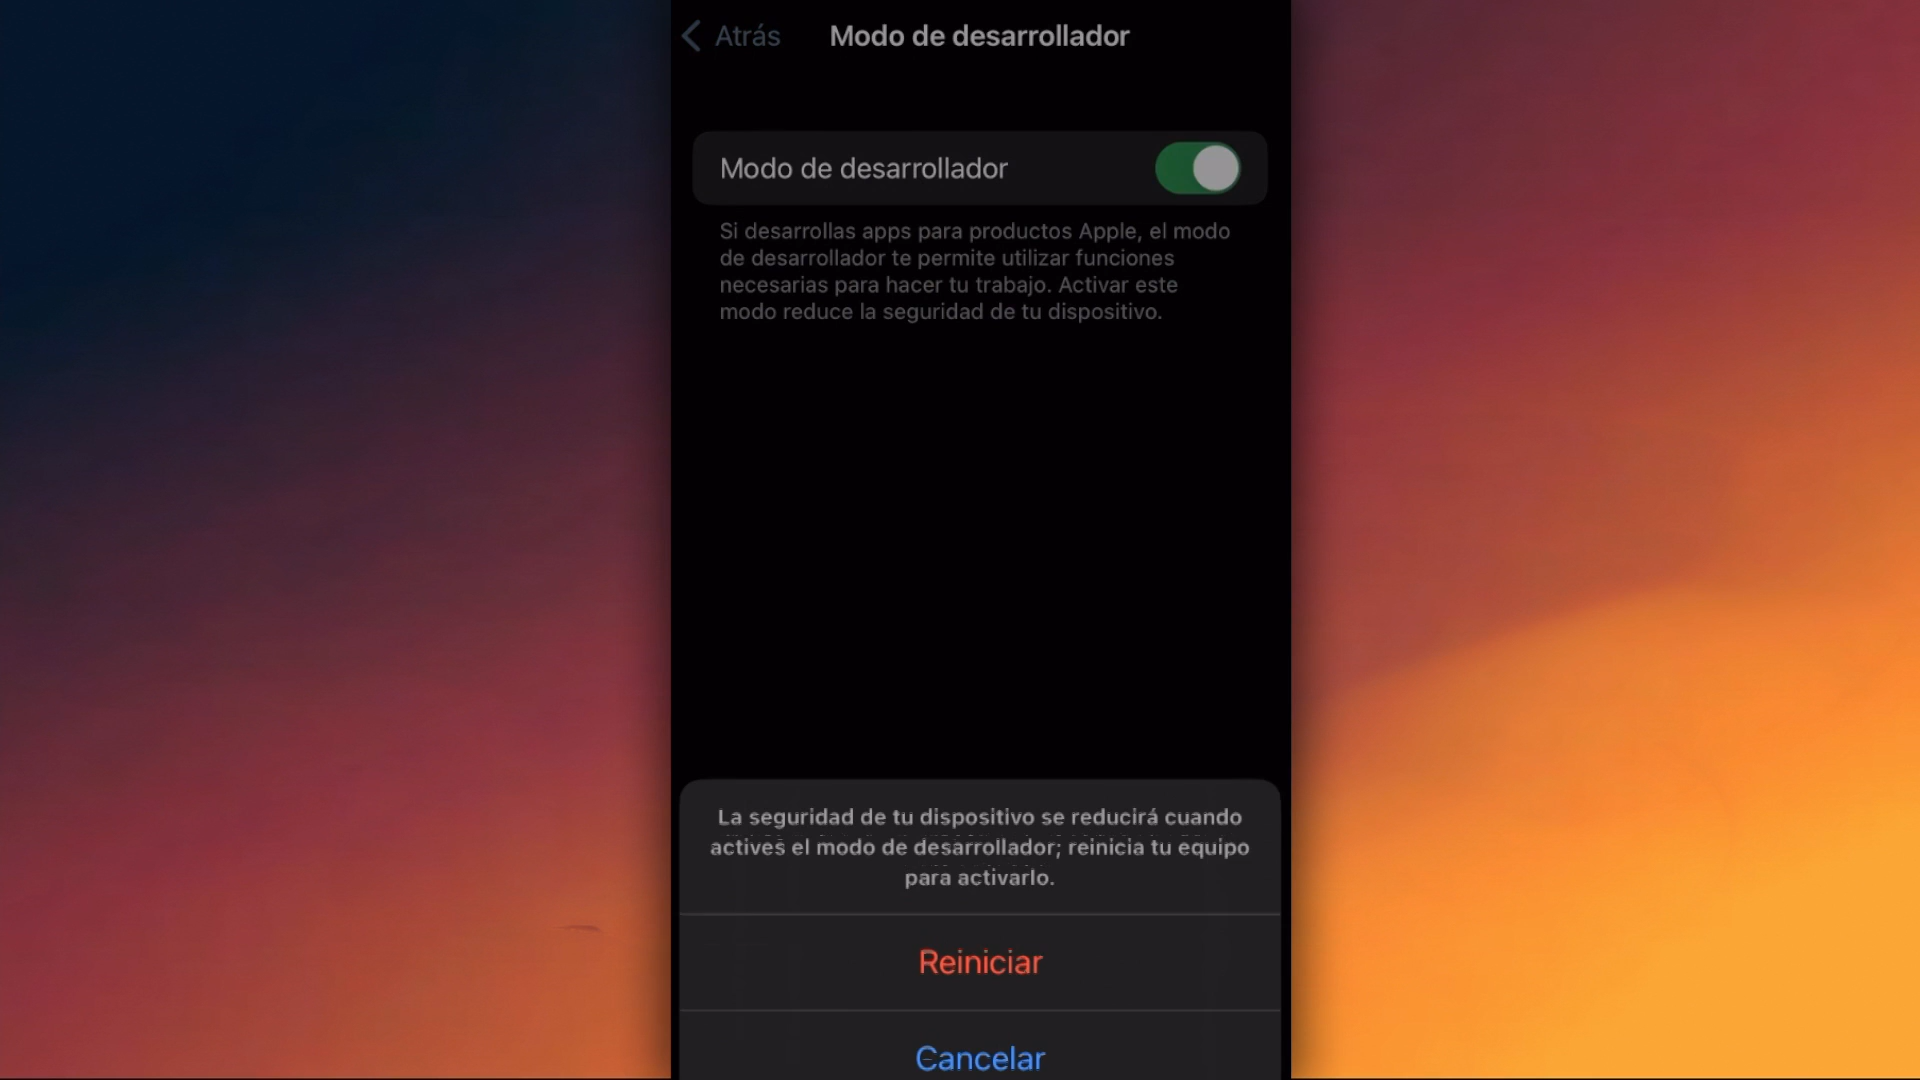 Atrás
Modo de desarrollador
Modo de desarrollador
Si desarrollas apps para productos Apple, el modo
de desarrollador te permite utilizar funciones
necesarias para hacer tu trabajo. Activar este
modo reduce la seguridad de tu dispositivo.
La seguridad de tu dispositivo se reducirá cuando
actives el modo de desarrollador; reinicia tu equipo
para activarlo.
Reiniciar
Cancelar